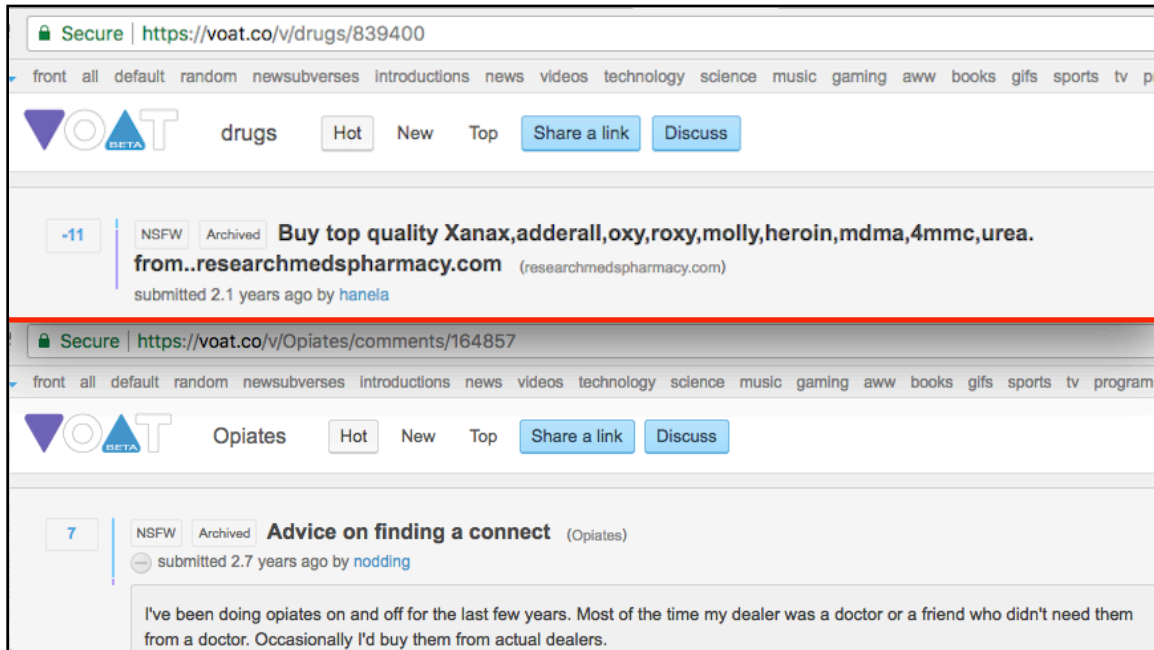 Secure | https://voat.co/v/drugs/839400
front all default random newsubverses introductions news videos technology science music gaming aww books gifs sports tv p
VOAT BETA drugs Hot New Top Share a link Discuss
-11 NSFW Archived Buy top quality Xanax,adderall,oxy,roxy,molly,heroin,mdma,4mmc,urea.
from..researchmedspharmacy.com (researchmedspharmacy.com)
submitted 2.1 years ago by hanela
Secure | https://voat.co/v/Opiates/comments/164857
front all default random newsubverses introductions news videos technology science music gaming aww books gifs sports tv program
VOAT BETA Opiates Hot New Top Share a link Discuss
7 NSFW Archived Advice on finding a connect (Opiates)
submitted 2.7 years ago by nodding
I've been doing opiates on and off for the last few years. Most of the time my dealer was a doctor or a friend who didn't need them
from a doctor. Occasionally I'd buy them from actual dealers.